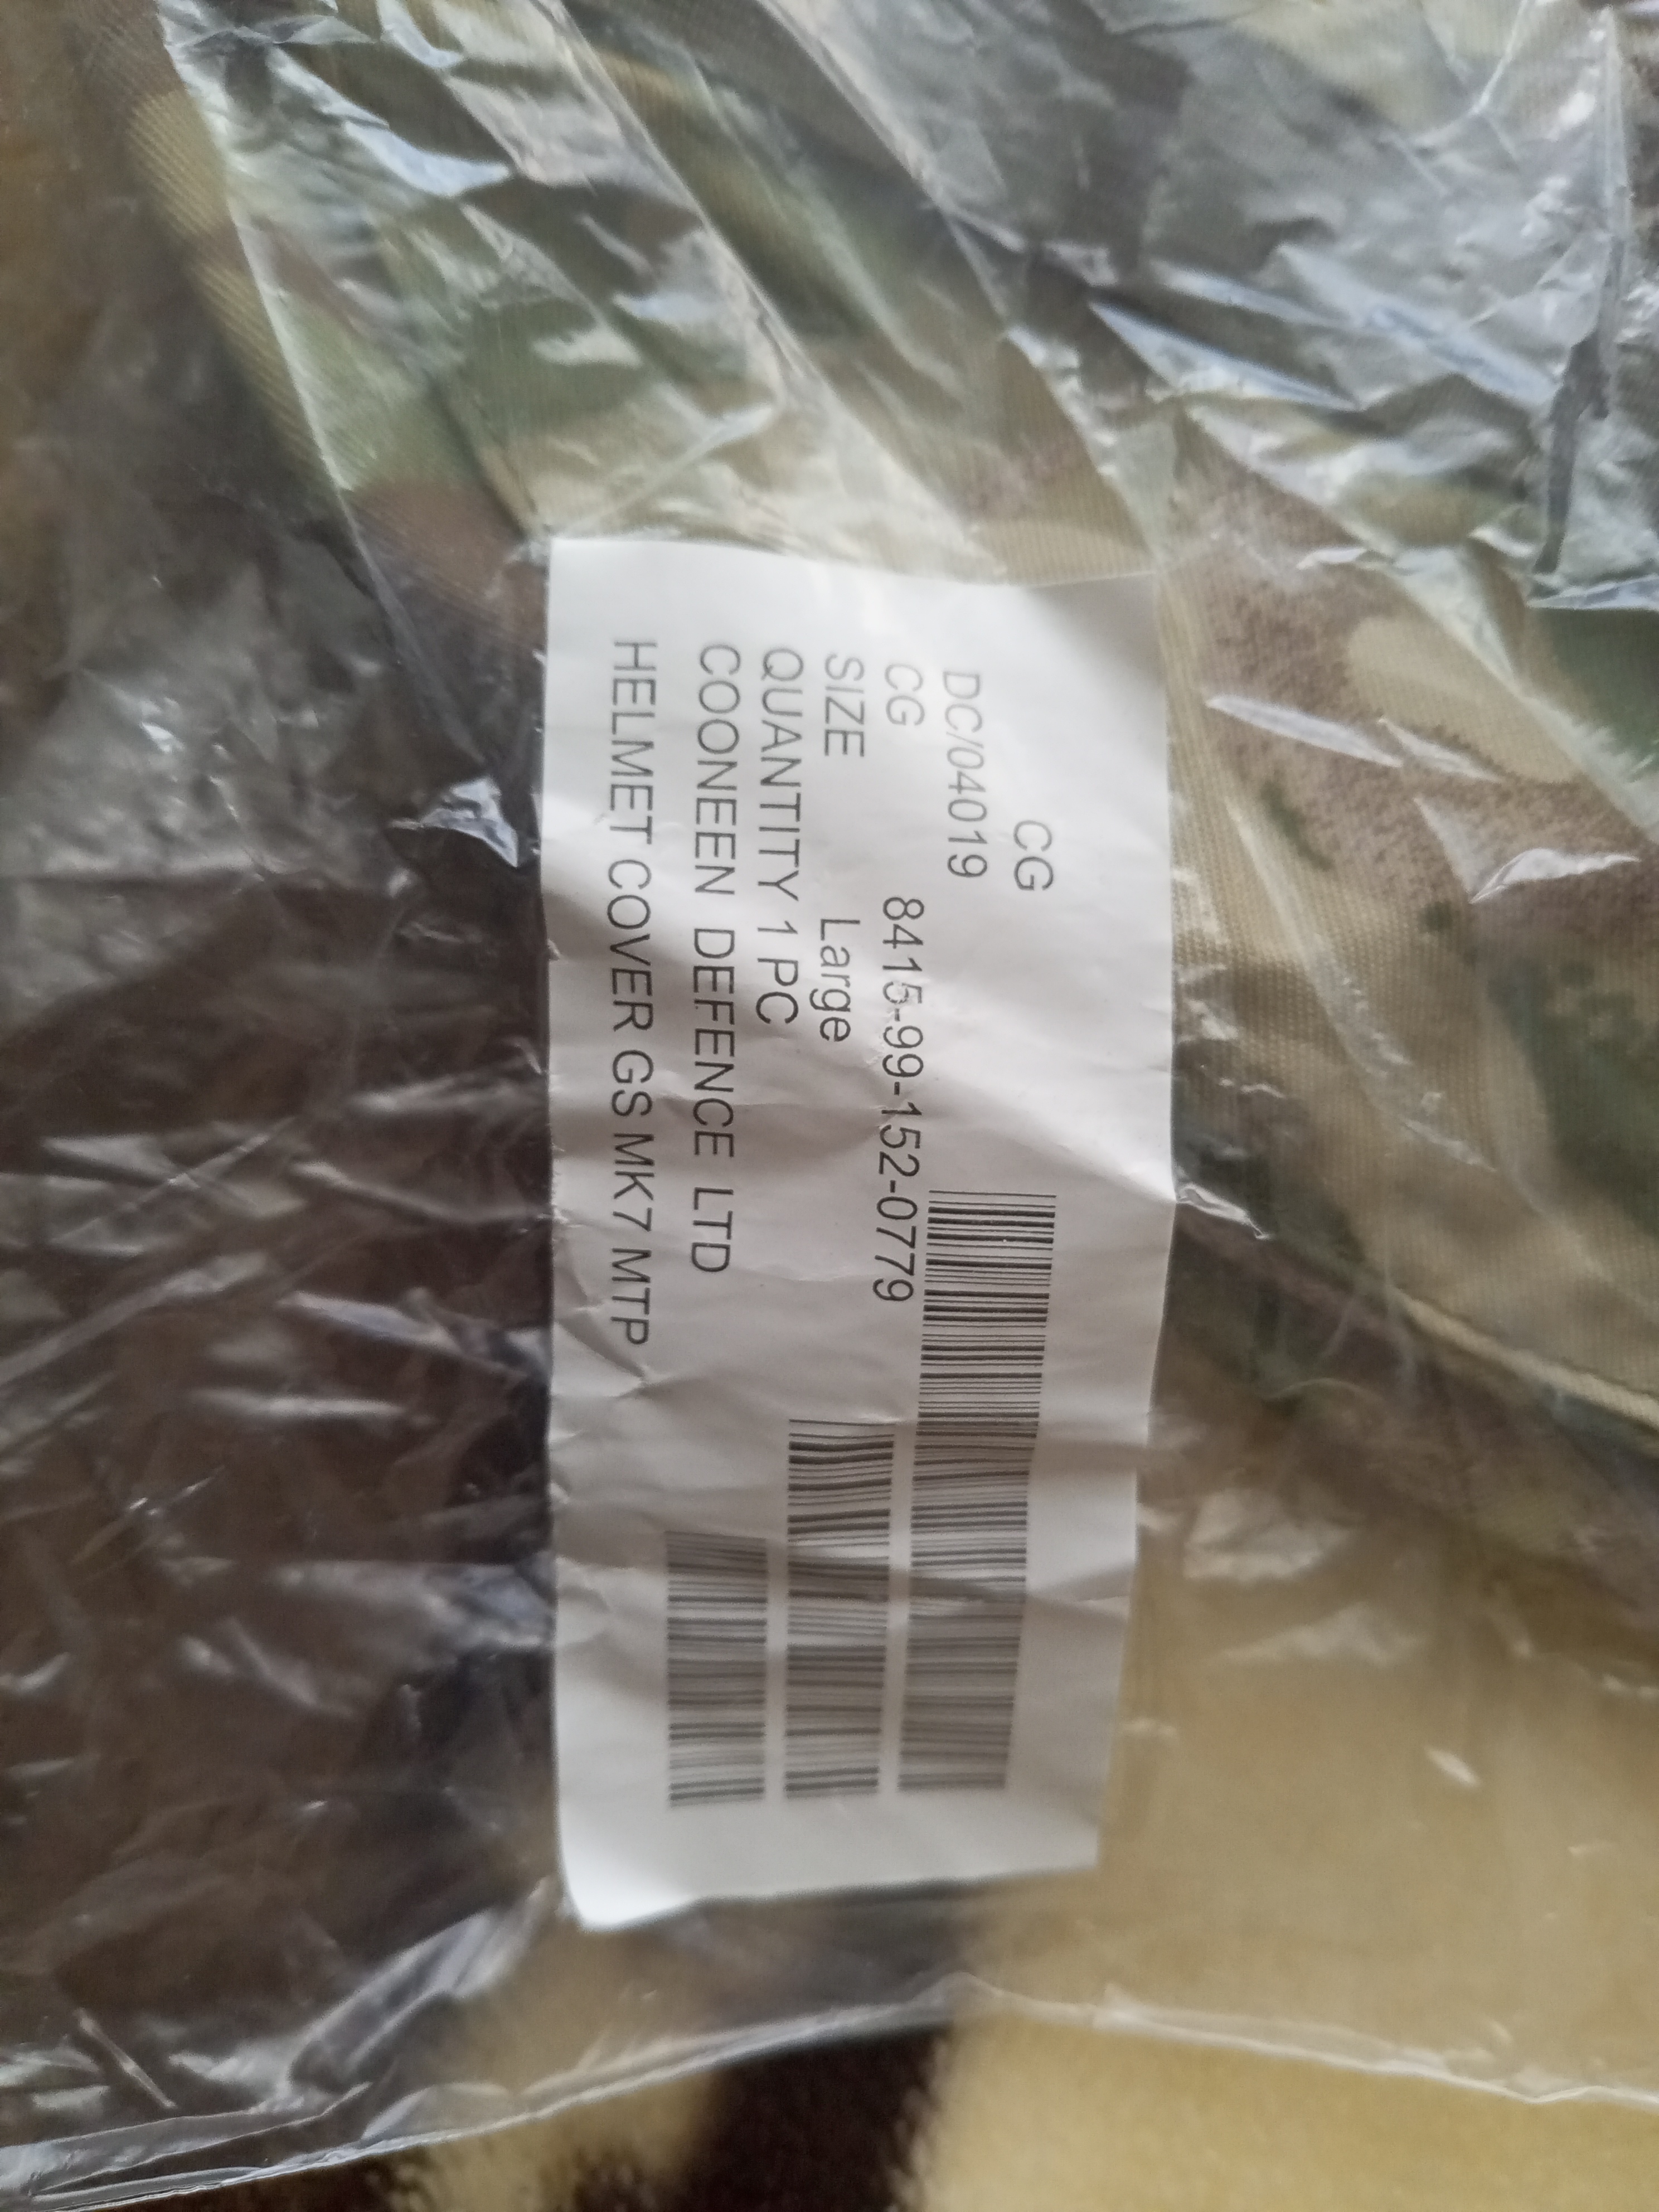 CG
DC/04019
CG 8415-99-152-0779
SIZE Large
QUANTITY 1 PC
COONEEN DEFENCE LTD
HELMET COVER GS MK7 MTP